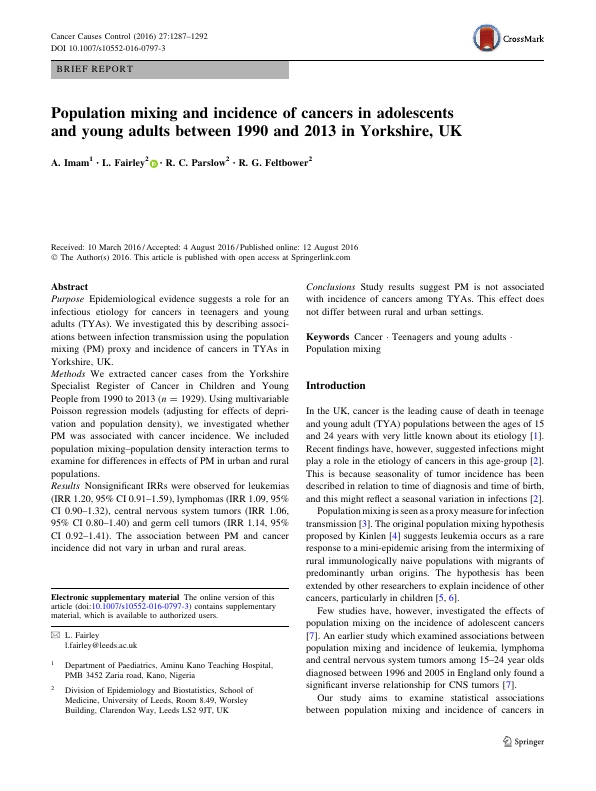 Cancer Causes Control (2016) 27:1287–1292
DOI 10.1007/s10552-016-0797-3
CrossMark
BRIEF REPORT
Population mixing and incidence of cancers in adolescents
and young adults between 1990 and 2013 in Yorkshire, UK
A. Imam¹ · L. Fairley² · R. C. Parslow² · R. G. Feltbower²
Received: 10 March 2016 / Accepted: 4 August 2016 / Published online: 12 August 2016
© The Author(s) 2016. This article is published with open access at Springerlink.com
Abstract
Purpose Epidemiological evidence suggests a role for an
infectious etiology for cancers in teenagers and young
adults (TYAs). We investigated this by describing associ-
ations between infection transmission using the population
mixing (PM) proxy and incidence of cancers in TYAs in
Yorkshire, UK.
Methods We extracted cancer cases from the Yorkshire
Specialist Register of Cancer in Children and Young
People from 1990 to 2013 (n = 1929). Using multivariable
Poisson regression models (adjusting for effects of depri-
vation and population density), we investigated whether
PM was associated with cancer incidence. We included
population mixing–population density interaction terms to
examine for differences in effects of PM in urban and rural
populations.
Results Nonsignificant IRRs were observed for leukemias
(IRR 1.20, 95% CI 0.91–1.59), lymphomas (IRR 1.09, 95%
CI 0.90–1.32), central nervous system tumors (IRR 1.06,
95% CI 0.80–1.40) and germ cell tumors (IRR 1.14, 95%
CI 0.92–1.41). The association between PM and cancer
incidence did not vary in urban and rural areas.
Electronic supplementary material The online version of this
article (doi:10.1007/s10552-016-0797-3) contains supplementary
material, which is available to authorized users.
L. Fairley
l.fairley@leeds.ac.uk
1 Department of Paediatrics, Aminu Kano Teaching Hospital,
PMB 3452 Zaria road, Kano, Nigeria
2 Division of Epidemiology and Biostatistics, School of
Medicine, University of Leeds, Room 8.49, Worsley
Building, Clarendon Way, Leeds LS2 9JT, UK
Conclusions Study results suggest PM is not associated
with incidence of cancers among TYAs. This effect does
not differ between rural and urban settings.
Keywords Cancer · Teenagers and young adults ·
Population mixing
Introduction
In the UK, cancer is the leading cause of death in teenage
and young adult (TYA) populations between the ages of 15
and 24 years with very little known about its etiology [1].
Recent findings have, however, suggested infections might
play a role in the etiology of cancers in this age-group [2].
This is because seasonality of tumor incidence has been
described in relation to time of diagnosis and time of birth,
and this might reflect a seasonal variation in infections [2].
Population mixing is seen as a proxy measure for infection
transmission [3]. The original population mixing hypothesis
proposed by Kinlen [4] suggests leukemia occurs as a rare
response to a mini-epidemic arising from the intermixing of
rural immunologically naive populations with migrants of
predominantly urban origins. The hypothesis has been
extended by other researchers to explain incidence of other
cancers, particularly in children [5, 6].
Few studies have, however, investigated the effects of
population mixing on the incidence of adolescent cancers
[7]. An earlier study which examined associations between
population mixing and incidence of leukemia, lymphoma
and central nervous system tumors among 15–24 year olds
diagnosed between 1996 and 2005 in England only found a
significant inverse relationship for CNS tumors [7].
Our study aims to examine statistical associations
between population mixing and incidence of cancers in
Springer